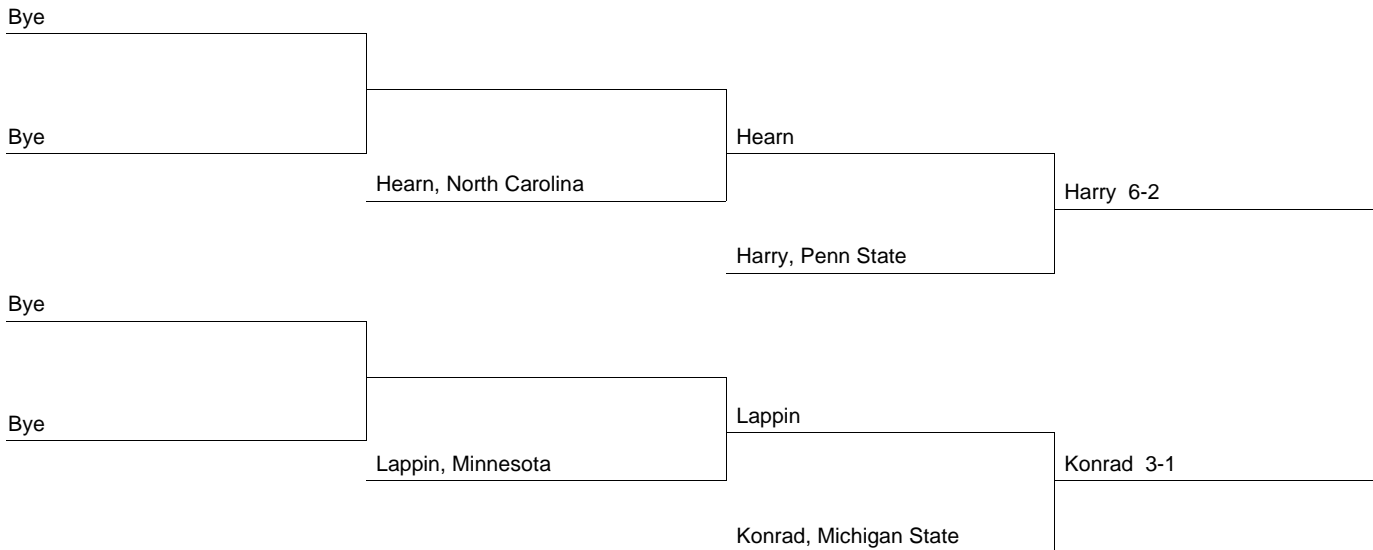 Bye
Bye
Hearn
Hearn, North Carolina
Harry  6-2
Harry, Penn State
Bye
Lappin
Bye
Lappin, Minnesota
Konrad  3-1
Konrad, Michigan State